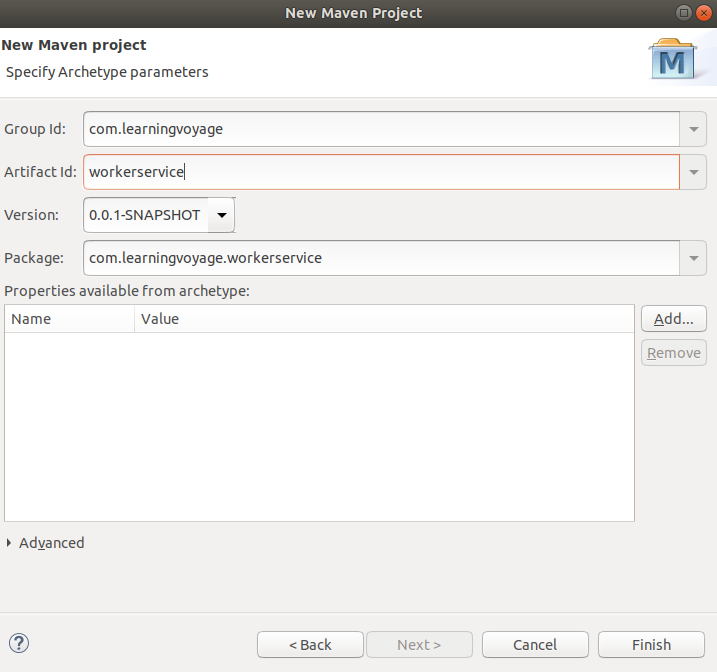 New Maven Project
New Maven project
Specify Archetype parameters
M
Group Id: com.learningvoyage
Artifact Id: workerservice
Version: 0.0.1-SNAPSHOT
Package: com.learningvoyage.workerservice
Properties available from archetype:
Name Value Add...
Remove
Advanced
? < Back Next > Cancel Finish